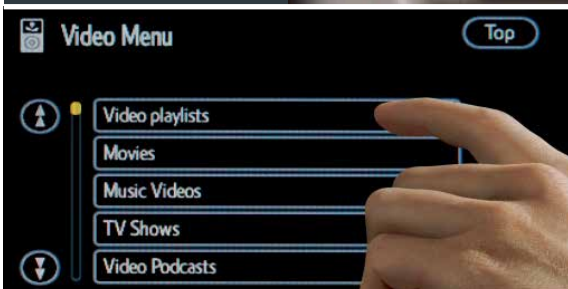 Video Menu
Top
Video playlists
Movies
Music Videos
TV Shows
Video Podcasts